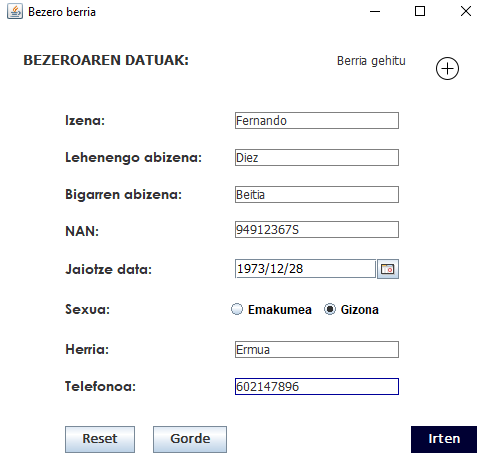 Bezero berria
BEZEROAREN DATUAK:
Berria gehitu
Izena: Fernando
Lehenengo abizena: Diez
Bigarren abizena: Beitia
NAN: 94912367S
Jaiotze data: 1973/12/28
Sexua: Emakumea Gizona
Herria: Ermua
Telefonoa: 602147896
Reset Gorde Irten